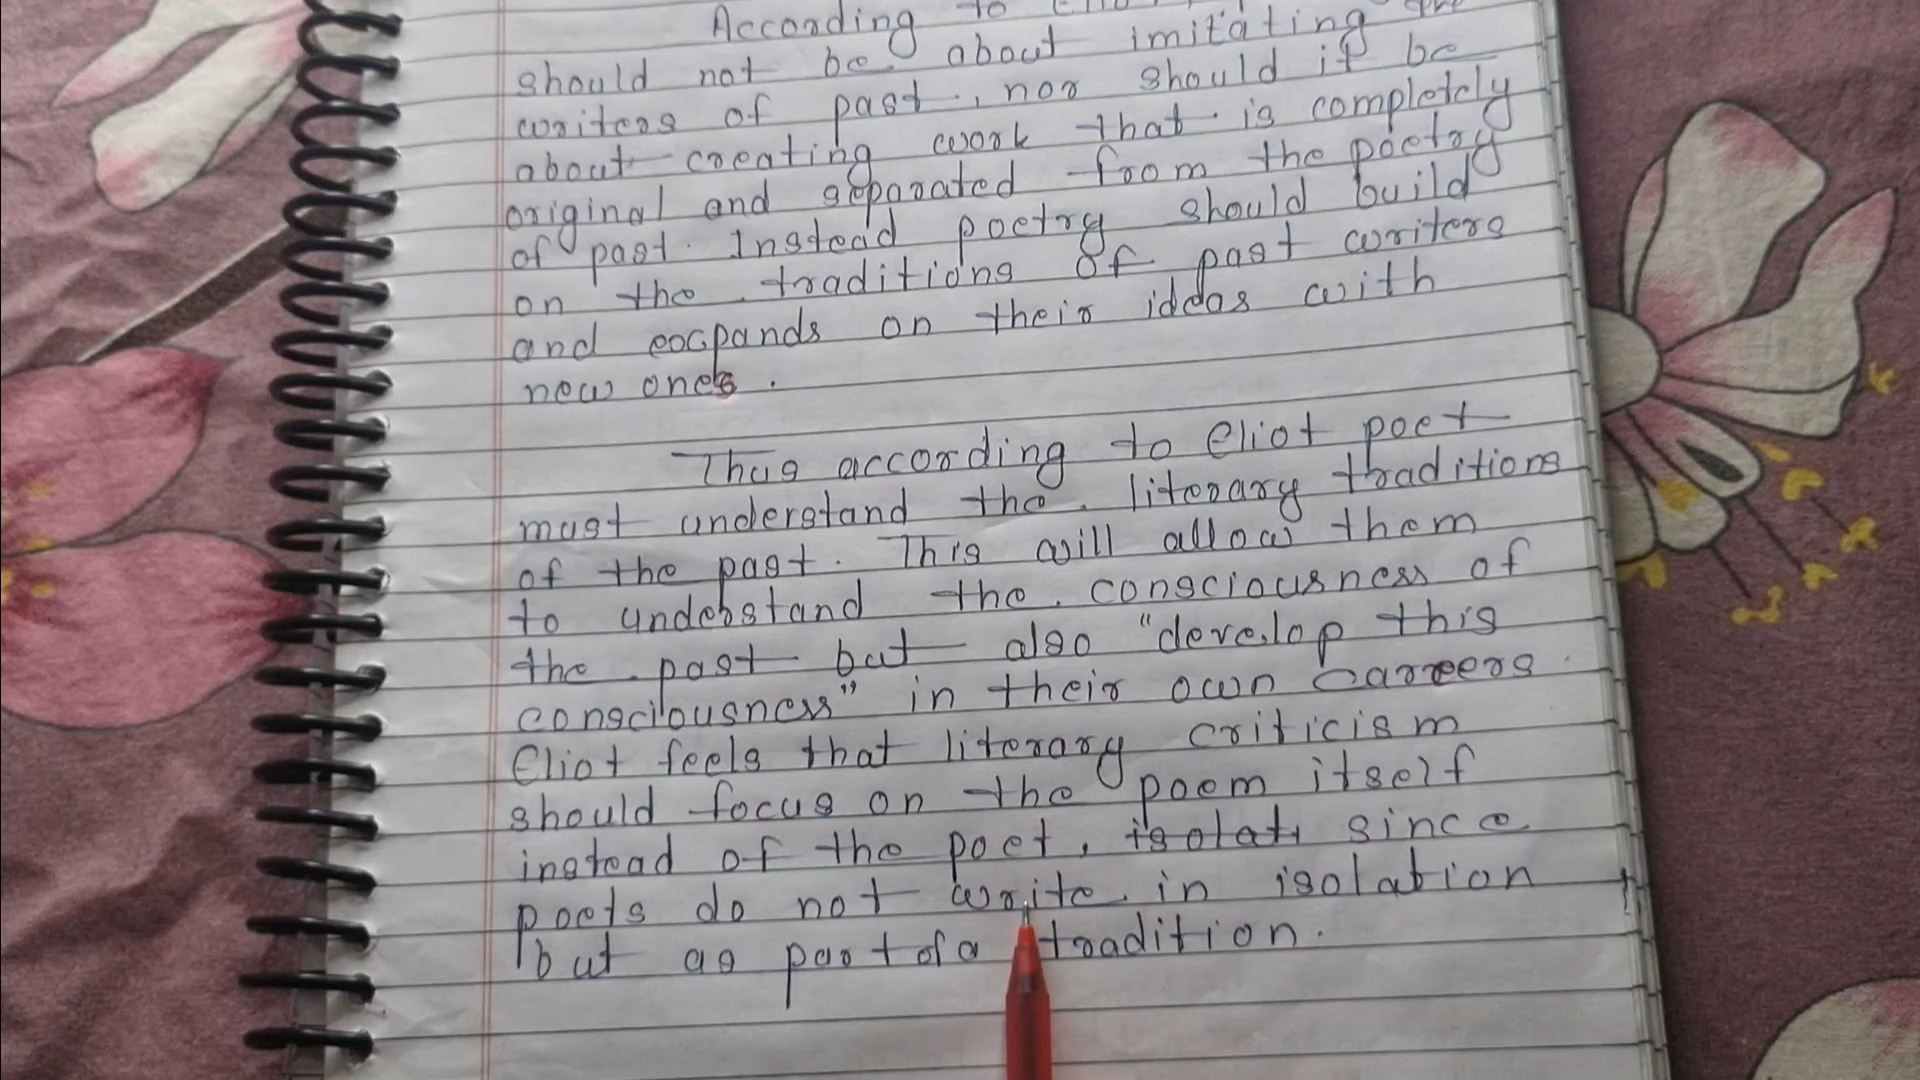 According to
should not be about imitating the
writers of past, nor should it be
about creating work that is completely
original and separated from the poetry
of past. Instead poetry should build
on the traditions of past writers
and expands on their ideas with
new ones.
Thus according to Eliot poet
must understand the literary traditions
of the past. This will allow them
to understand the consciousness of
the past but also "develop this
consciousness" in their own careers.
Eliot feels that literary criticism
should focus on the poem itself
instead of the poet, isolat, since
poets do not write in isolation
but as part of a tradition.